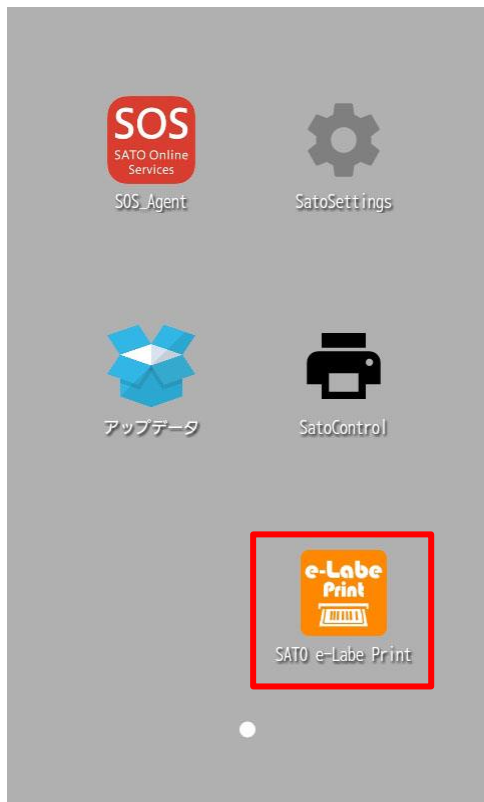 SOS
SATO Online
Services
SOS_Agent
SatoSettings
アップデータ
SatoControl
e-Labe
Print
SATO e-Labe Print